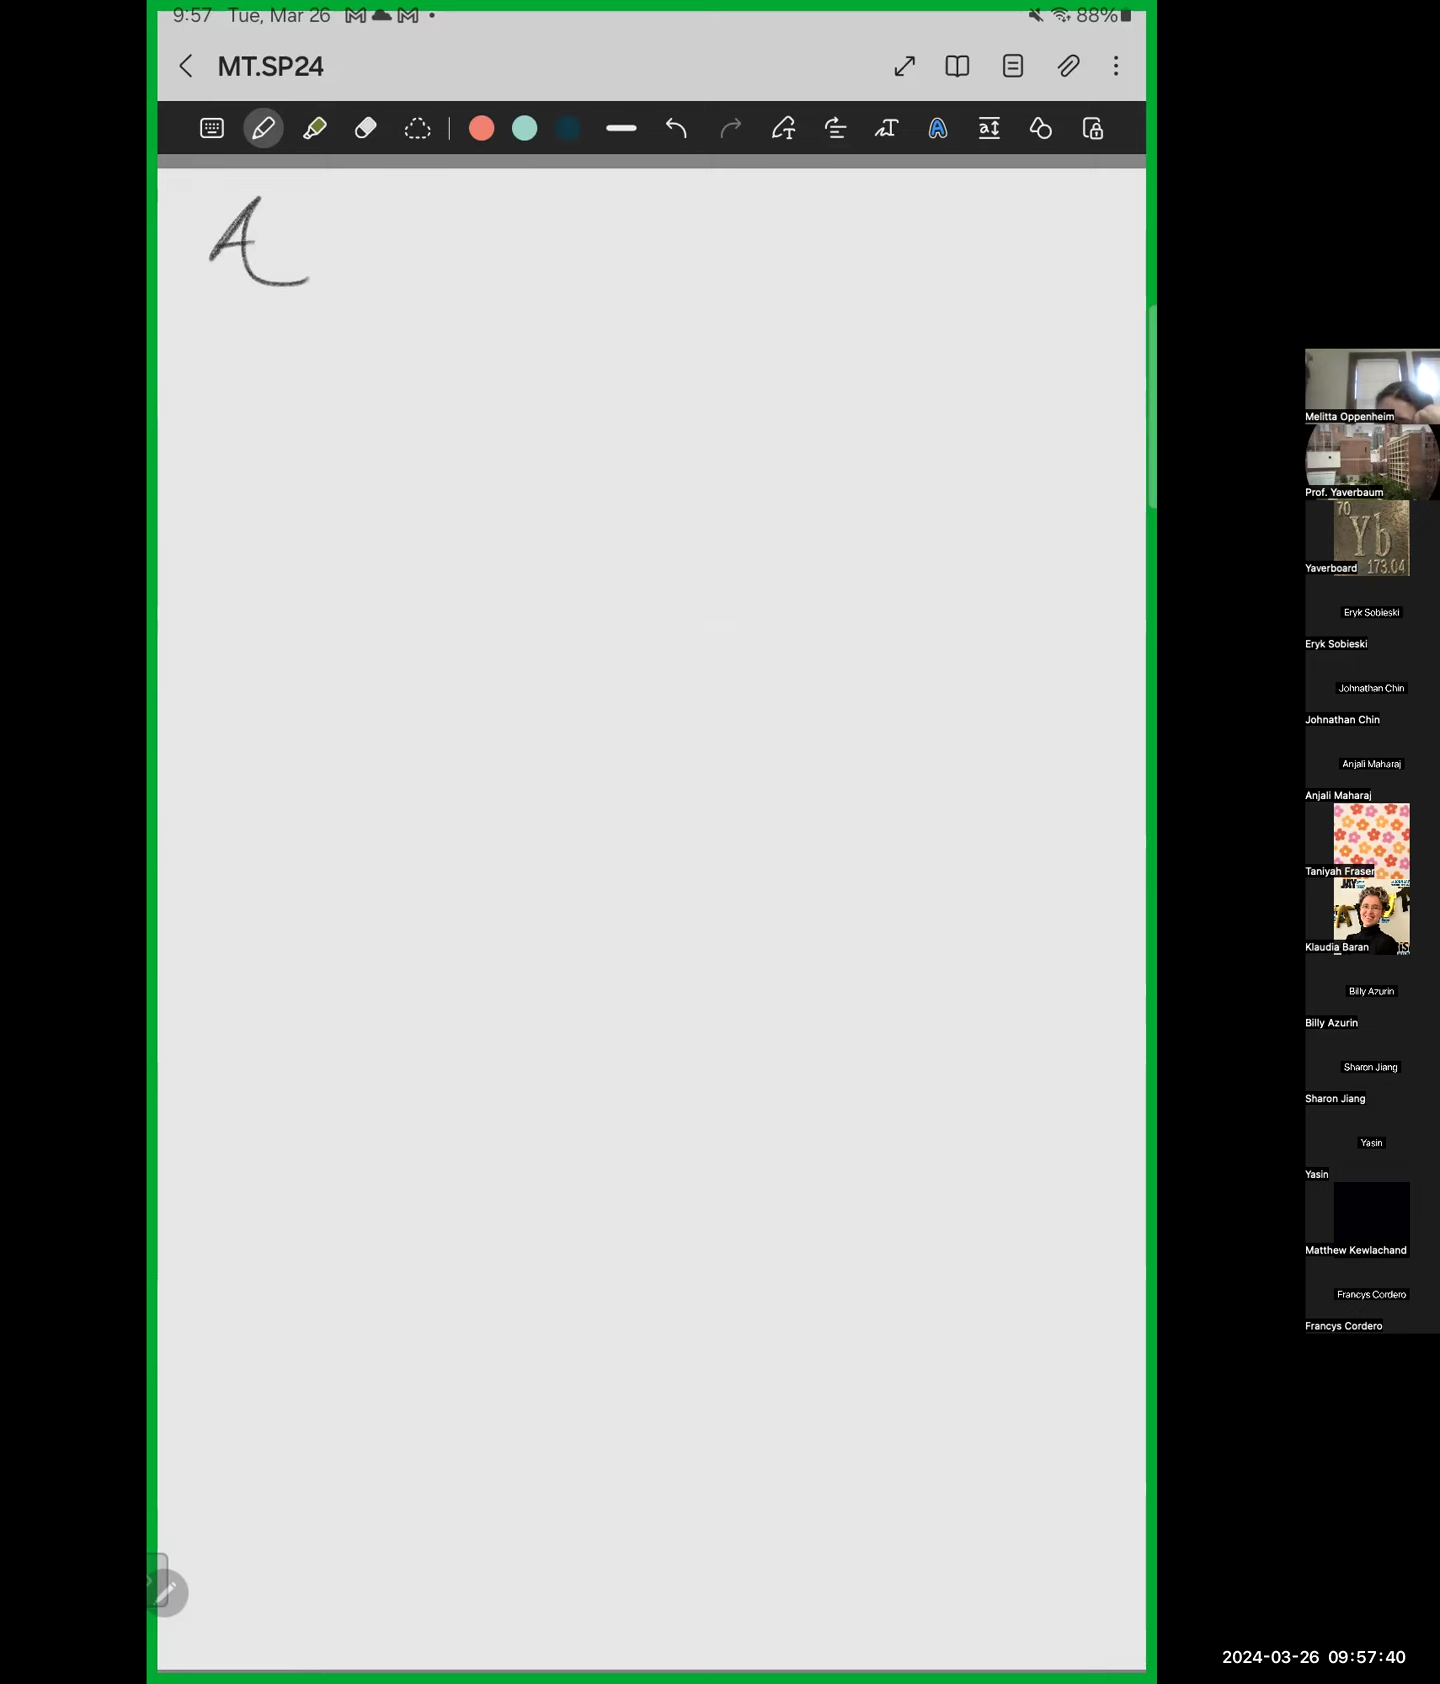 9:57 Tue, Mar 26 88%
MT.SP24
A
Melitta Oppenheim
Prof. Yaverbaum
70
Yb
Yaverboard 173.04
Eryk Sobieski
Eryk Sobieski
Johnathan Chin
Johnathan Chin
Anjali Maharaj
Anjali Maharaj
Taniyah Fraser
JAY
Klaudia Baran
Billy Azurin
Billy Azurin
Sharon Jiang
Sharon Jiang
Yasin
Yasin
Matthew Kewlachand
Francys Cordero
Francys Cordero
2024-03-26 09:57:40